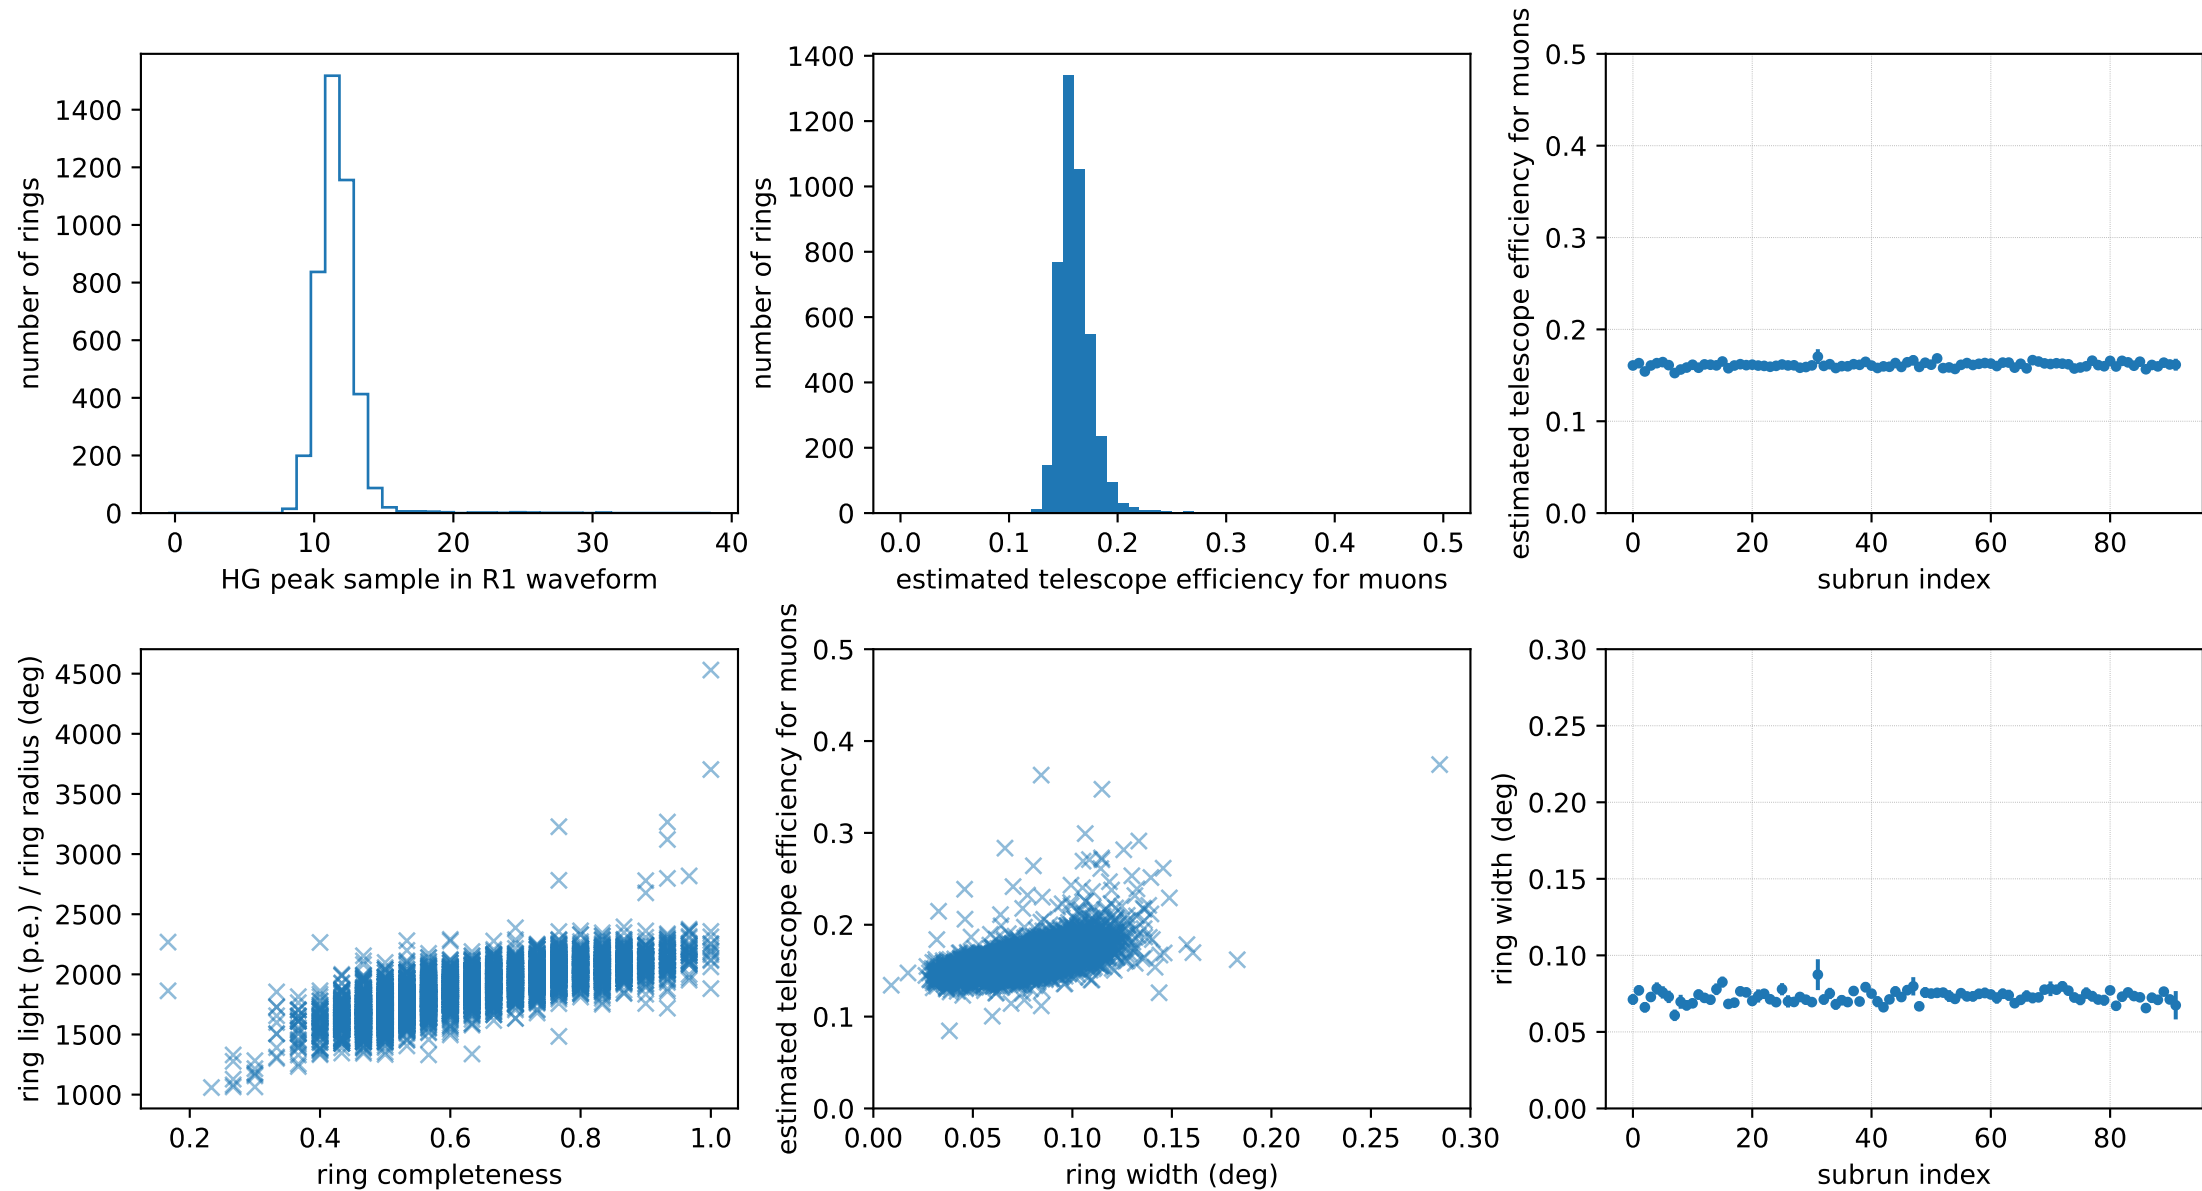 number of rings
1400
1200
1000
800
600
400
200
0
0 10 20 30 40
HG peak sample in R1 waveform
number of rings
1400
1200
1000
800
600
400
200
0
0.0 0.1 0.2 0.3 0.4 0.5
estimated telescope efficiency for muons
estimated telescope efficiency for muons
0.5
0.4
0.3
0.2
0.1
0.0
0 20 40 60 80
subrun index
ring light (p.e.) / ring radius (deg)
4500
4000
3500
3000
2500
2000
1500
1000
0.2 0.4 0.6 0.8 1.0
ring completeness
estimated telescope efficiency for muons
0.5
0.4
0.3
0.2
0.1
0.0
0.00 0.05 0.10 0.15 0.20 0.25 0.30
ring width (deg)
ring width (deg)
0.30
0.25
0.20
0.15
0.10
0.05
0.00
0 20 40 60 80
subrun index